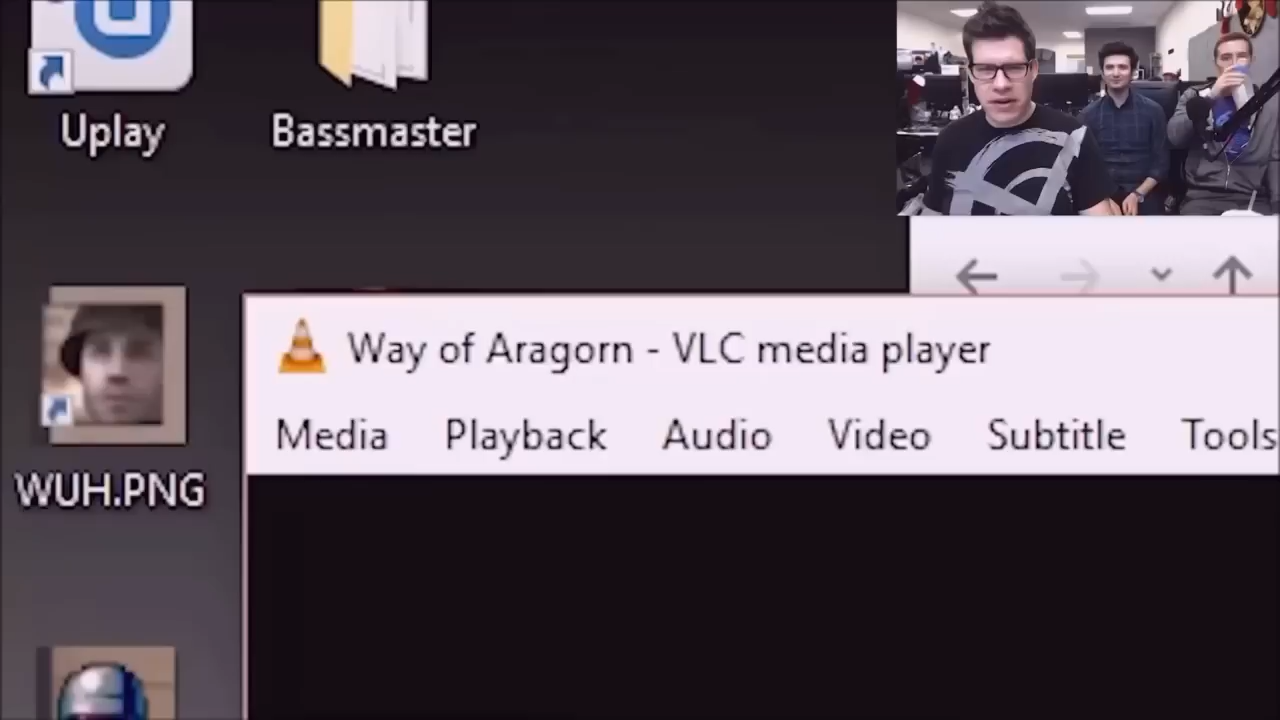 Uplay
Bassmaster
Way of Aragorn - VLC media player
Media Playback Audio Video Subtitle Tools
WUH.PNG